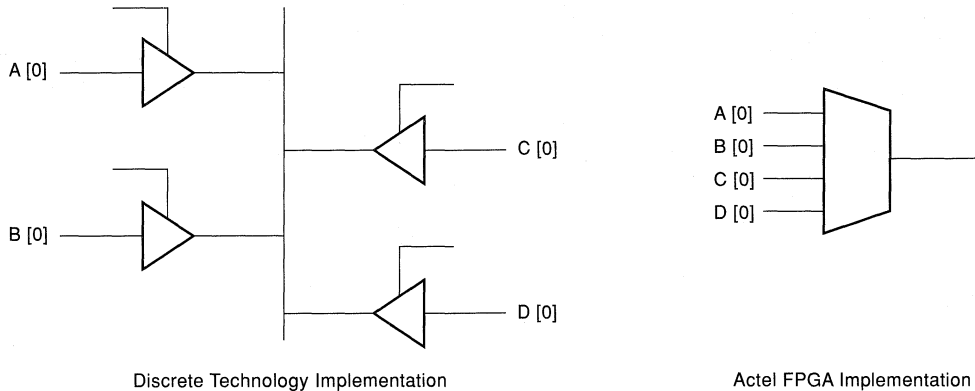 A [0]
B [0]
C [0]
D [0]
Discrete Technology Implementation
A [0]
B [0]
C [0]
D [0]
Actel FPGA Implementation